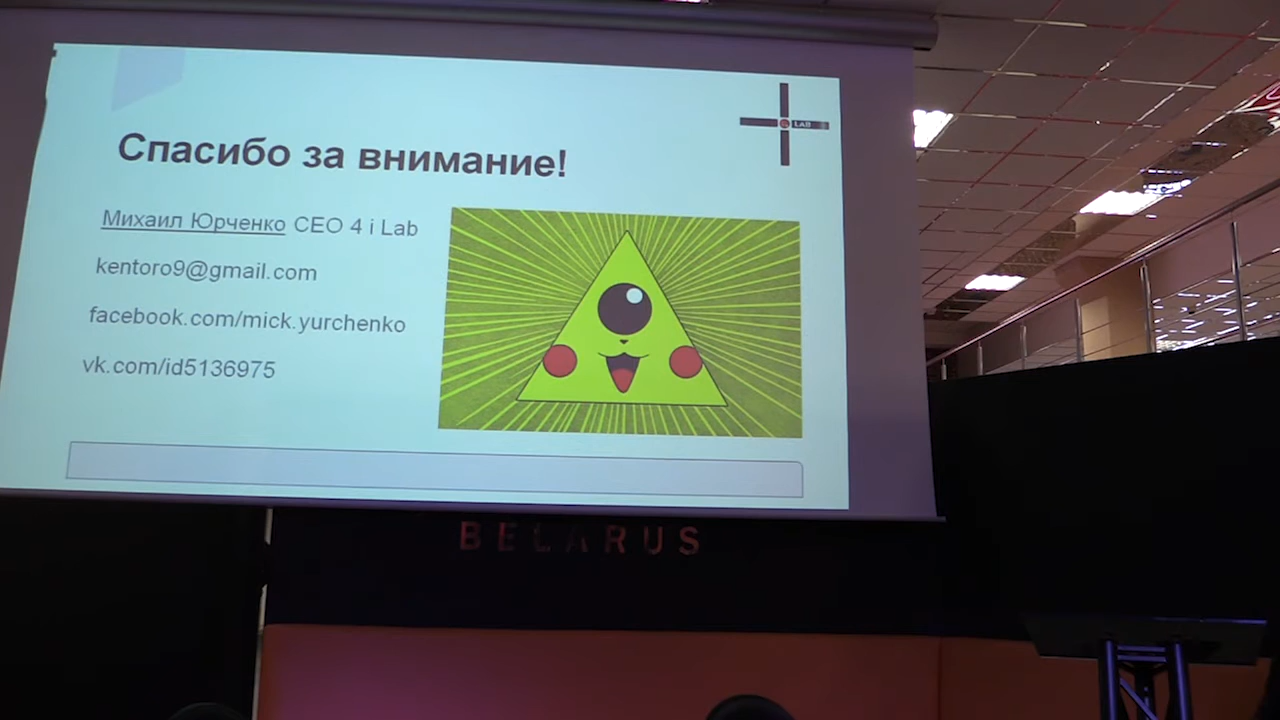 LAB
Спасибо за внимание!
Михаил Юрченко CEO 4 i Lab
kentoro9@gmail.com
facebook.com/mick.yurchenko
vk.com/id5136975
BELARUS